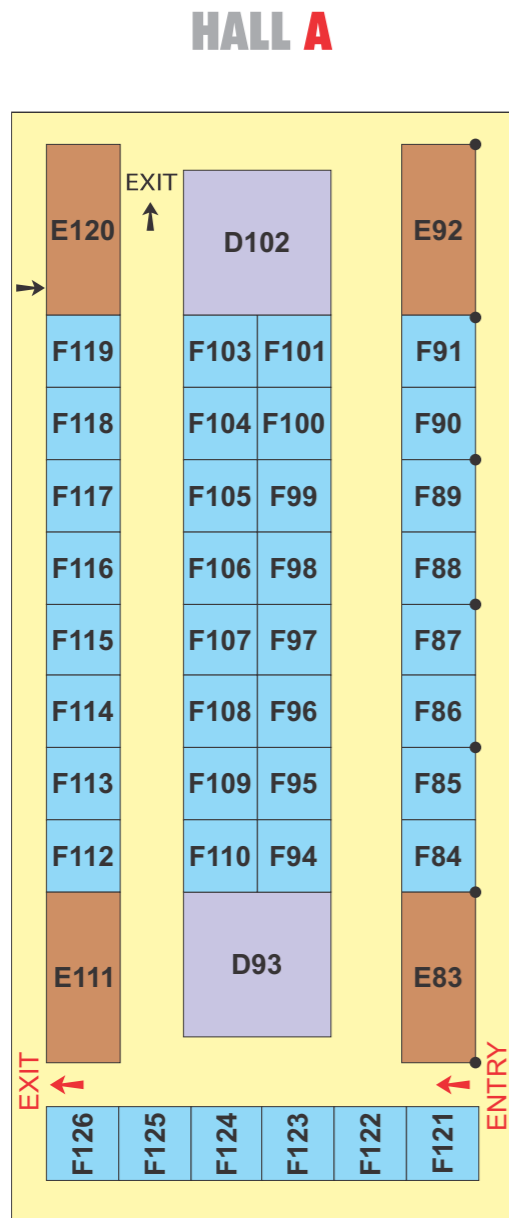 HALL A
EXIT
E120 D102 E92
F119 F103 F101 F91
F118 F104 F100 F90
F117 F105 F99 F89
F116 F106 F98 F88
F115 F107 F97 F87
F114 F108 F96 F86
F113 F109 F95 F85
F112 F110 F94 F84
E111 D93 E83
EXIT ENTRY
F126 F125 F124 F123 F122 F121